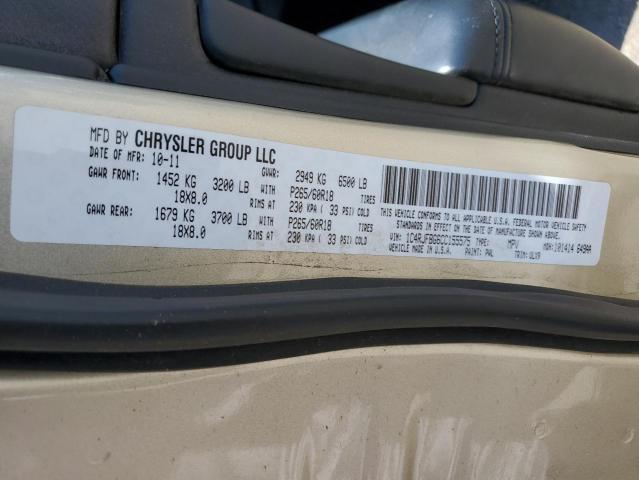 MFD BY CHRYSLER GROUP LLC
DATE OF MFR: 10-11 GVWR: 2949 KG 6500 LB
GAWR FRONT: 1452 KG 3200 LB WITH P265/60R18 TIRES
18X8.0 RIMS AT 230 KPA ( 33 PSI) COLD
GAWR REAR: 1679 KG 3700 LB WITH P265/60R18 TIRES
18X8.0 RIMS AT 230 KPA ( 33 PSI) COLD
THIS VEHICLE CONFORMS TO ALL APPLICABLE U.S.A. FEDERAL MOTOR VEHICLE SAFETY
STANDARDS IN EFFECT ON THE DATE OF MANUFACTURE SHOWN ABOVE.
VIN: 1C4RJFBG6CC155575 TYPE: MPV MDH:101414 649AA
VEHICLE MADE IN U.S.A. PAINT: PWL TRIM: ULX9